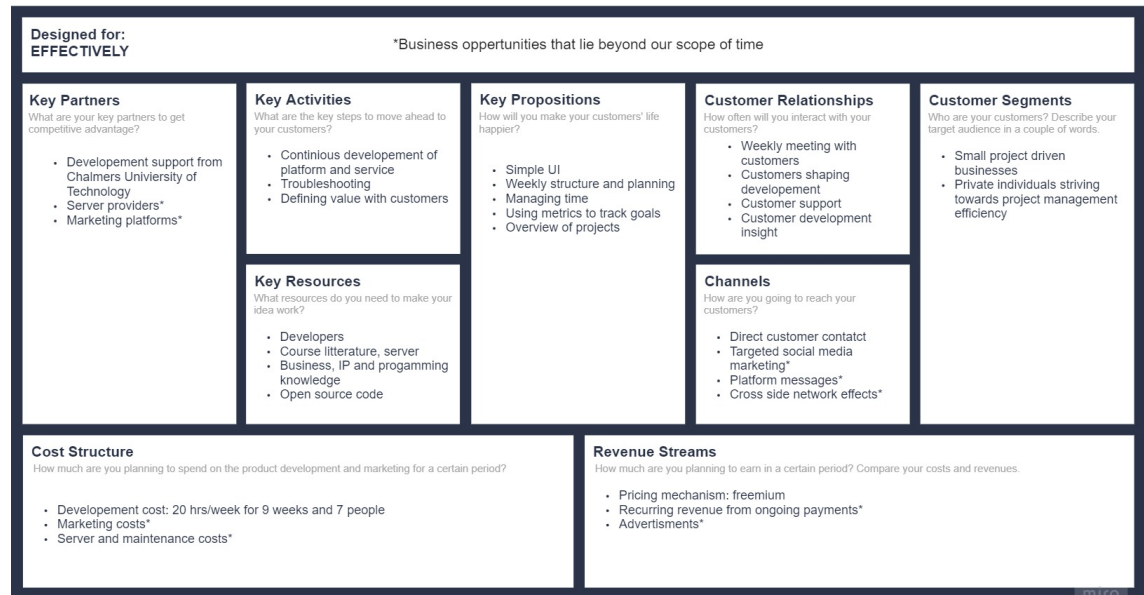 Designed for:
EFFECTIVELY
*Business oppertunities that lie beyond our scope of time
Key Partners
What are your key partners to get
competitive advantage?
• Developement support from
Chalmers Univiersity of
Technology
• Server providers*
• Marketing platforms*
Key Activities
What are the key steps to move ahead to
your customers?
• Continious developement of
platform and service
• Troubleshooting
• Defining value with customers
Key Resources
What resources do you need to make your
idea work?
• Developers
• Course litterature, server
• Business, IP and progamming
knowledge
• Open source code
Key Propositions
How will you make your customers' life
happier?
• Simple UI
• Weekly structure and planning
• Managing time
• Using metrics to track goals
• Overview of projects
Customer Relationships
How often will you interact with your
customers?
• Weekly meeting with
customers
• Customers shaping
developement
• Customer support
• Customer development
insight
Channels
How are you going to reach your
customers?
• Direct customer contatct
• Targeted social media
marketing*
• Platform messages*
• Cross side network effects*
Customer Segments
Who are your customers? Describe your
target audience in a couple of words.
• Small project driven
businesses
• Private individuals striving
towards project management
efficiency
Cost Structure
How much are you planning to spend on the product development and marketing for a certain period?
• Developement cost: 20 hrs/week for 9 weeks and 7 people
• Marketing costs*
• Server and maintenance costs*
Revenue Streams
How much are you planning to earn in a certain period? Compare your costs and revenues.
• Pricing mechanism: freemium
• Recurring revenue from ongoing payments*
• Advertisments*
miro